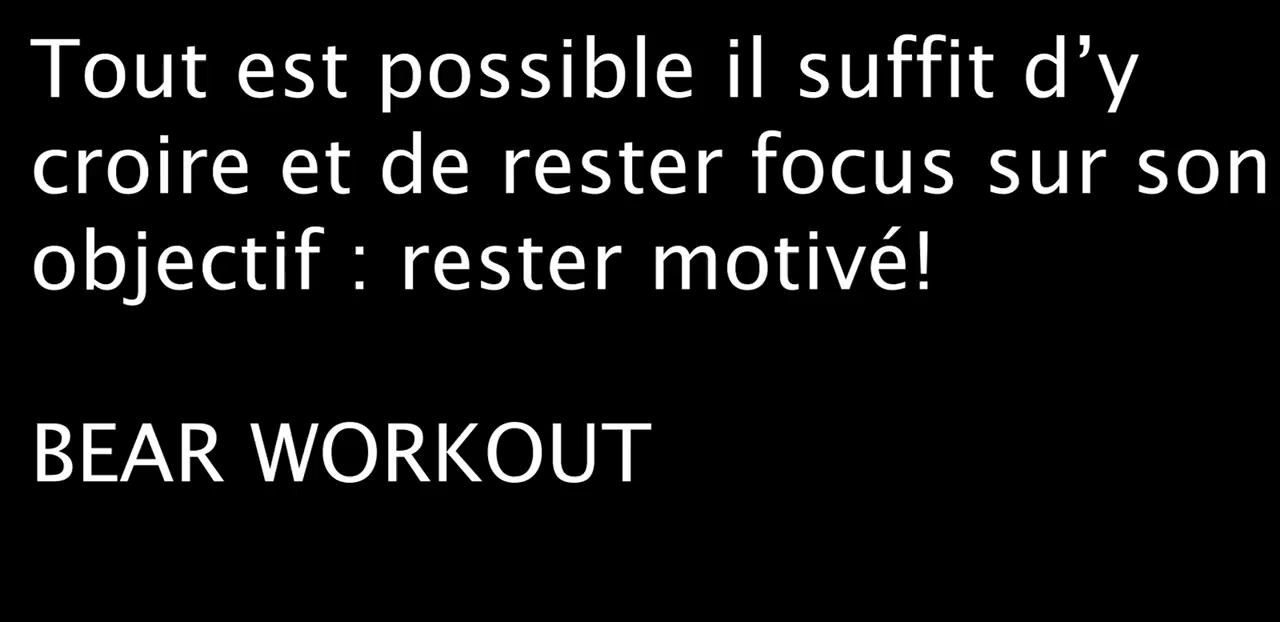 Tout est possible il suffit d’y
croire et de rester focus sur son
objectif : rester motivé!
BEAR WORKOUT